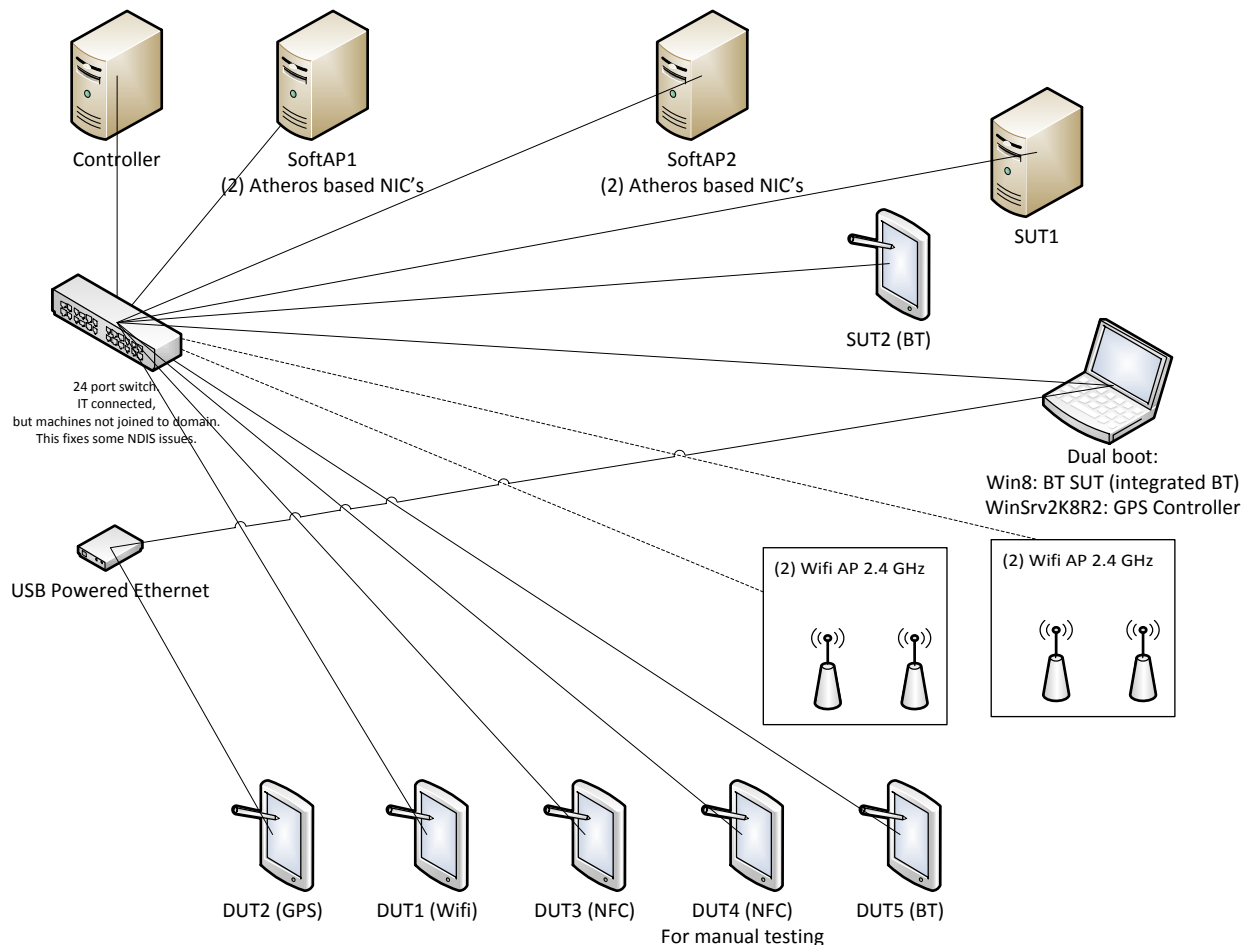 Controller
SoftAP1
(2) Atheros based NIC's
SoftAP2
(2) Atheros based NIC's
SUT1
SUT2 (BT)
24 port switch.
IT connected,
but machines not joined to domain.
This fixes some NDIS issues.
Dual boot:
Win8: BT SUT (integrated BT)
WinSrv2K8R2: GPS Controller
(2) Wifi AP 2.4 GHz
(2) Wifi AP 2.4 GHz
USB Powered Ethernet
DUT2 (GPS)
DUT1 (Wifi)
DUT3 (NFC)
DUT4 (NFC)
For manual testing
DUT5 (BT)